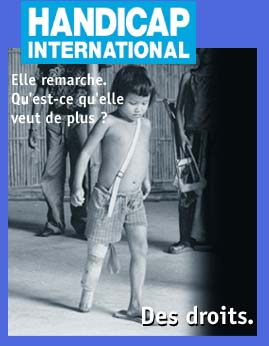 HANDICAP
INTERNATIONAL
Elle remarche.
Qu'est-ce qu'elle
veut de plus ?
Des droits.